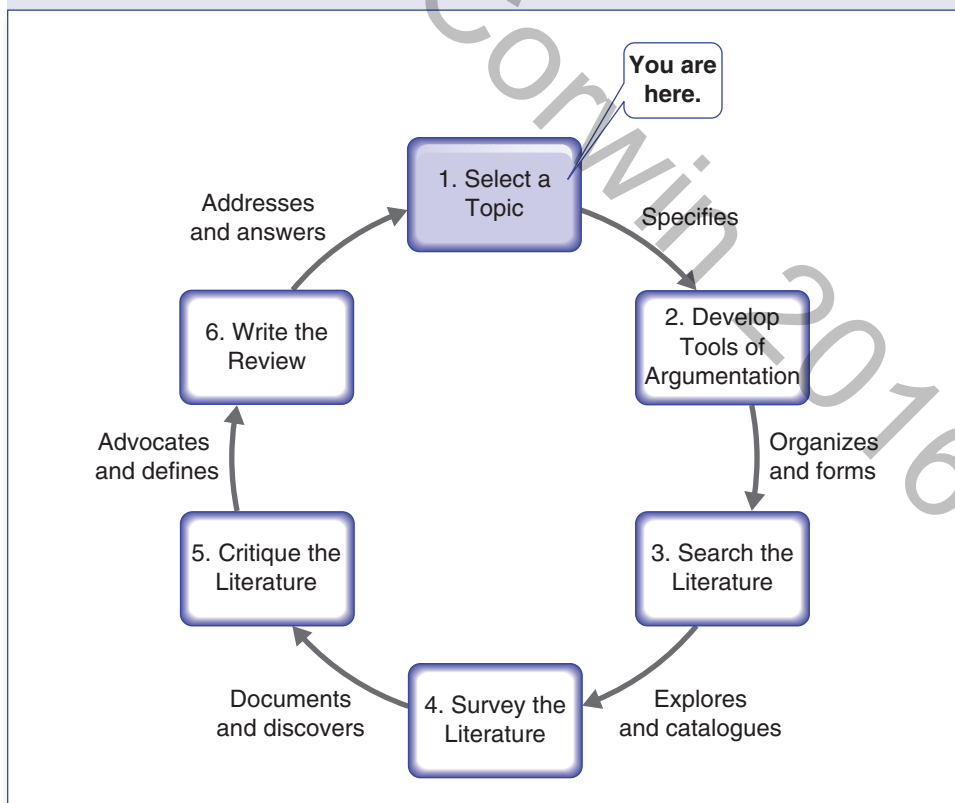 Corwin 2016
You are
here.
1. Select a
Topic
Specifies
2. Develop
Tools of
Argumentation
Organizes
and forms
3. Search the
Literature
Explores
and catalogues
4. Survey the
Literature
Documents
and discovers
5. Critique the
Literature
Advocates
and defines
6. Write the
Review
Addresses
and answers